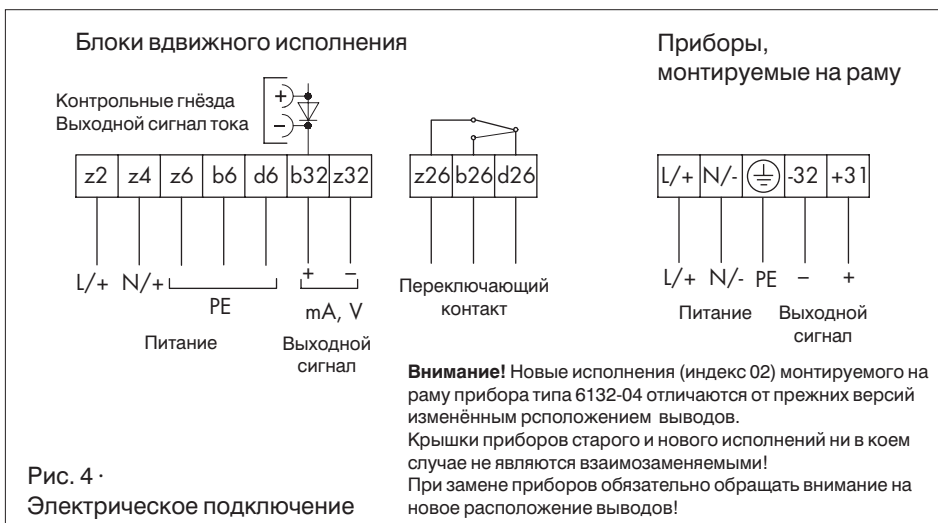 Блоки вдвижного исполнения
Контрольные гнёзда
Выходной сигнал тока
+
−
z2 z4 z6 b6 d6 b32 z32
L/+ N/+
PE
+ −
mA, V
Питание
Выходной
сигнал
z26 b26 d26
Переключающий
контакт
Приборы,
монтируемые на раму
L/+ N/- -32 +31
L/+ N/- PE − +
Питание
Выходной
сигнал
Внимание! Новые исполнения (индекс 02) монтируемого на
раму прибора типа 6132-04 отличаются от прежних версий
изменённым рсположением выводов.
Крышки приборов старого и нового исполнений ни в коем
случае не являются взаимозаменяемыми!
При замене приборов обязательно обращать внимание на
новое расположение выводов!
Рис. 4 ·
Электрическое подключение